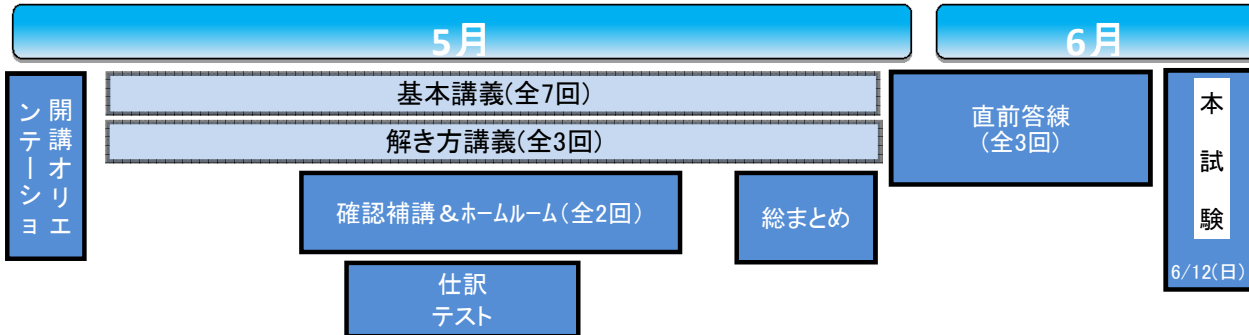 5月
6月
開講オリエ
ンテーショ
基本講義(全7回)
解き方講義(全3回)
確認補講&ホームルーム(全2回)
仕訳
テスト
総まとめ
直前答練
(全3回)
本試験
6/12(日)